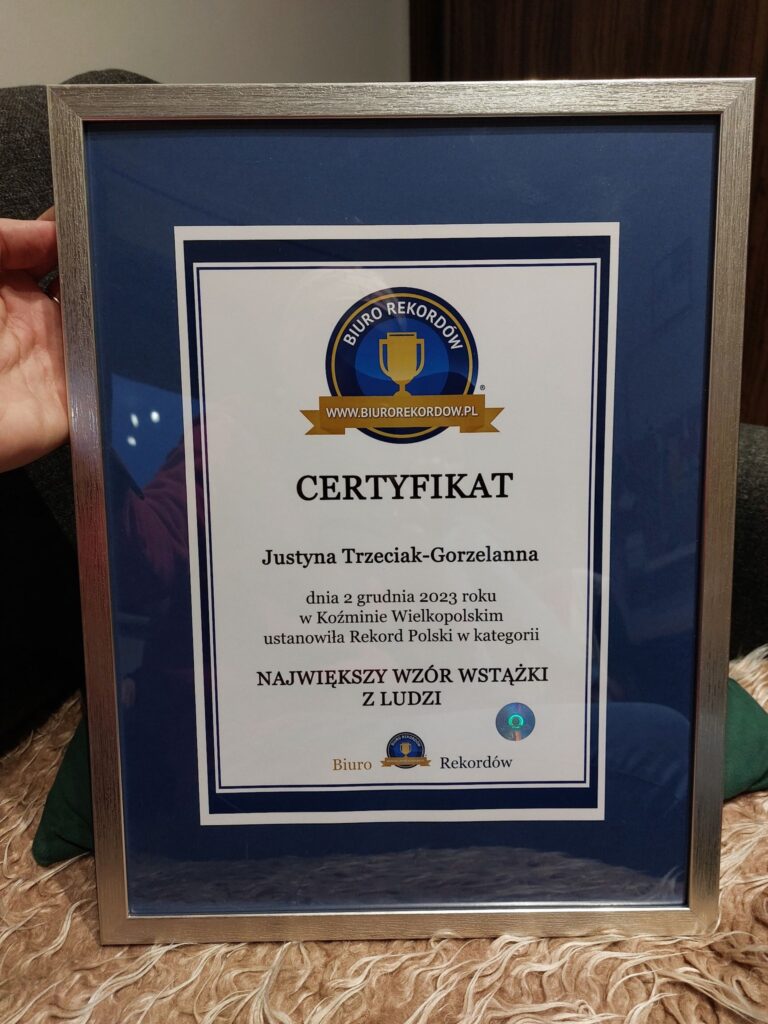 BIURO REKORDÓW
®
WWW.BIUROREKORDOW.PL
CERTYFIKAT
Justyna Trzeciak-Gorzelanna
dnia 2 grudnia 2023 roku
w Koźminie Wielkopolskim
ustanowiła Rekord Polski w kategorii
NAJWIĘKSZY WZÓR WSTĄŻKI
Z LUDZI
Biuro Rekordów